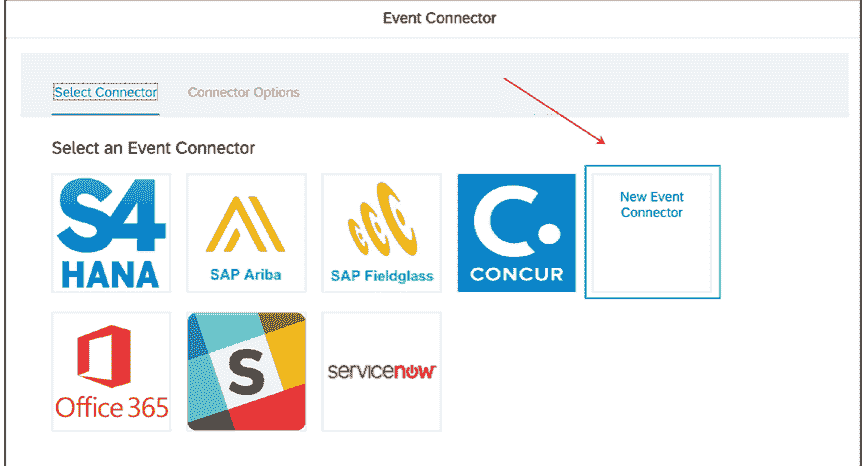 Event Connector
Select Connector
Connector Options
Select an Event Connector
S4
HANA
SAP Ariba
SAP Fieldglass
C.
CONCUR
New Event
Connector
Office 365
S
servicenow